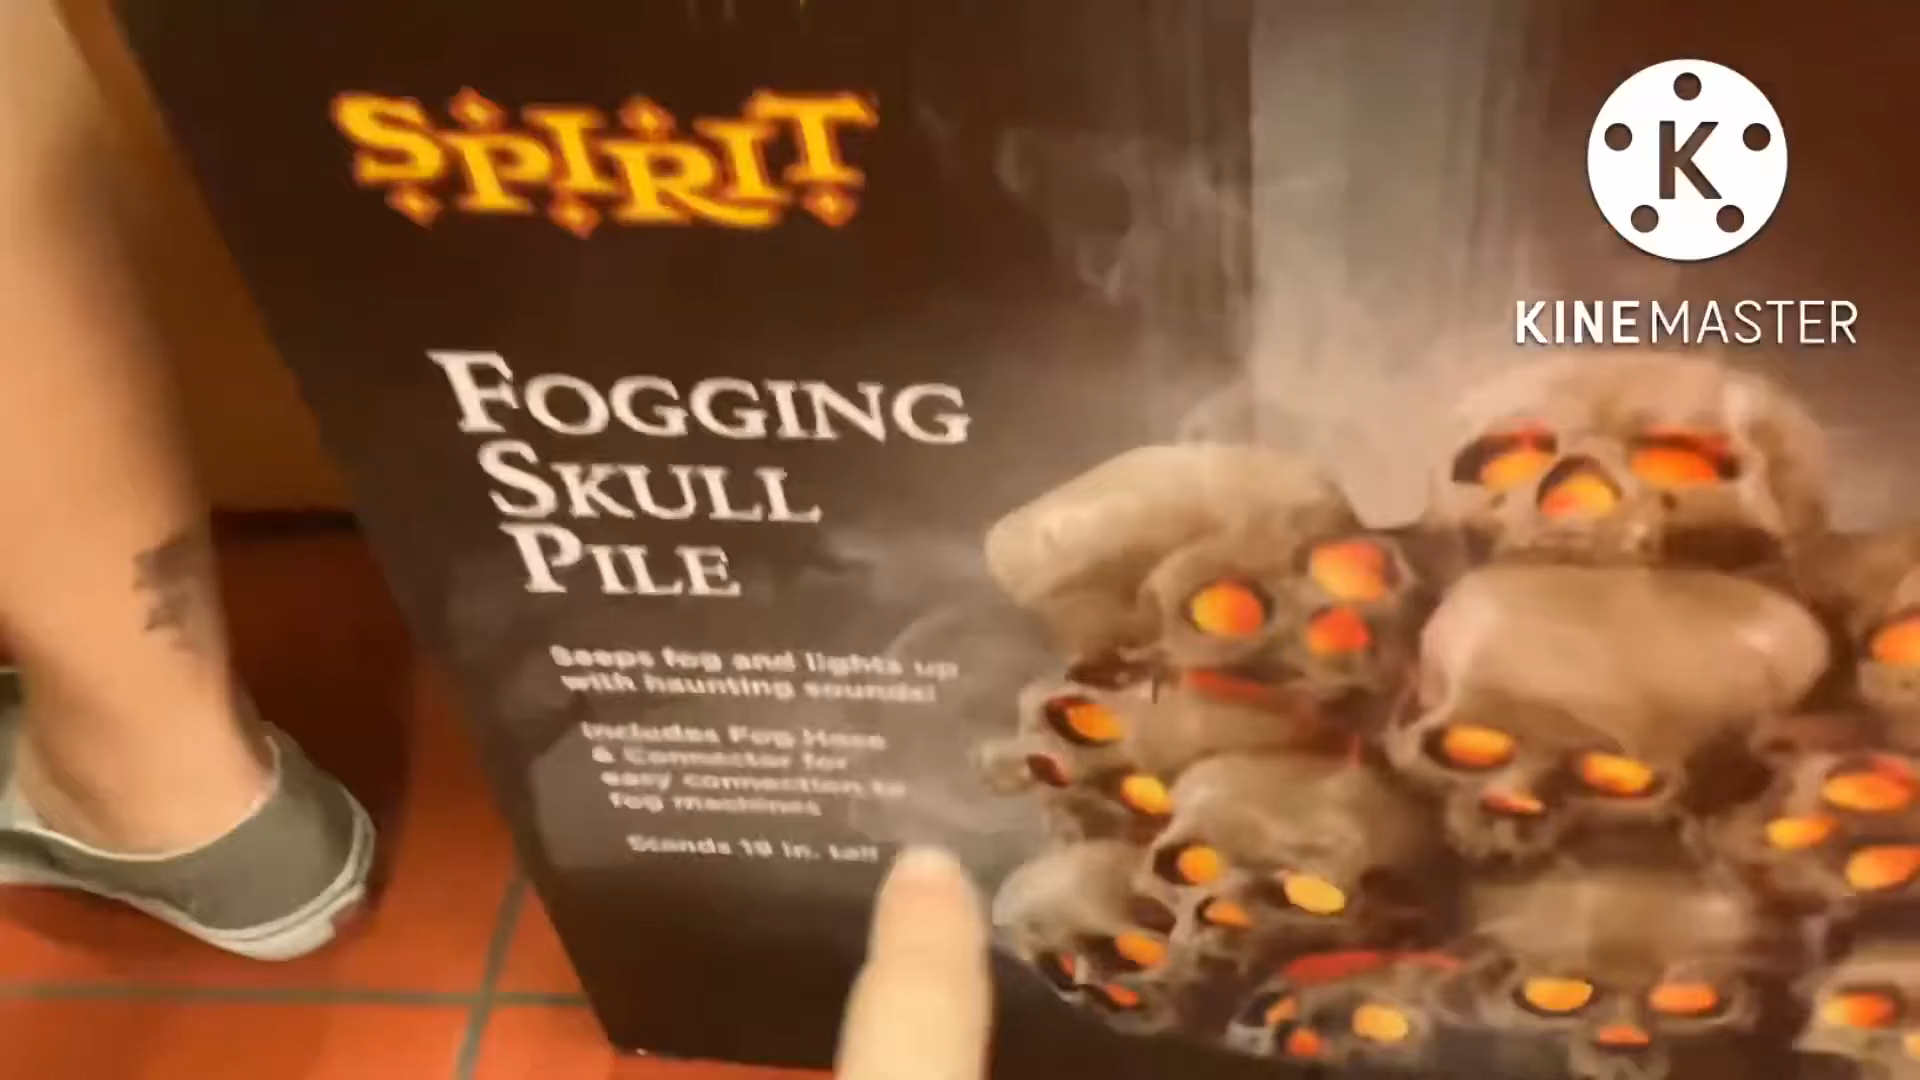 SPIRIT
K
KINEMASTER
FOGGING
SKULL
PILE
Seeps fog and lights up
with haunting sounds!
Includes Fog Hose
& Connector for
easy connection to
fog machines
Stands 19 in. tall